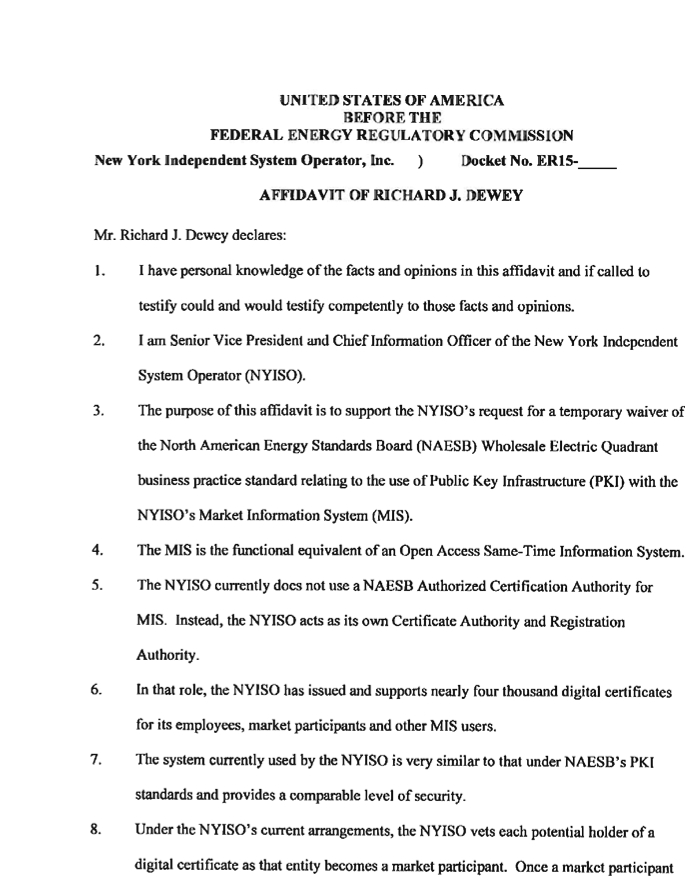 UNITED STATES OF AMERICA
BEFORE THE
FEDERAL ENERGY REGULATORY COMMISSION
New York Independent System Operator, Inc. ) Docket No. ER15-_____
AFFIDAVIT OF RICHARD J. DEWEY
Mr. Richard J. Dewey declares:
1. I have personal knowledge of the facts and opinions in this affidavit and if called to
testify could and would testify competently to those facts and opinions.
2. I am Senior Vice President and Chief Information Officer of the New York Independent
System Operator (NYISO).
3. The purpose of this affidavit is to support the NYISO's request for a temporary waiver of
the North American Energy Standards Board (NAESB) Wholesale Electric Quadrant
business practice standard relating to the use of Public Key Infrastructure (PKI) with the
NYISO's Market Information System (MIS).
4. The MIS is the functional equivalent of an Open Access Same-Time Information System.
5. The NYISO currently does not use a NAESB Authorized Certification Authority for
MIS. Instead, the NYISO acts as its own Certificate Authority and Registration
Authority.
6. In that role, the NYISO has issued and supports nearly four thousand digital certificates
for its employees, market participants and other MIS users.
7. The system currently used by the NYISO is very similar to that under NAESB's PKI
standards and provides a comparable level of security.
8. Under the NYISO's current arrangements, the NYISO vets each potential holder of a
digital certificate as that entity becomes a market participant. Once a market participant